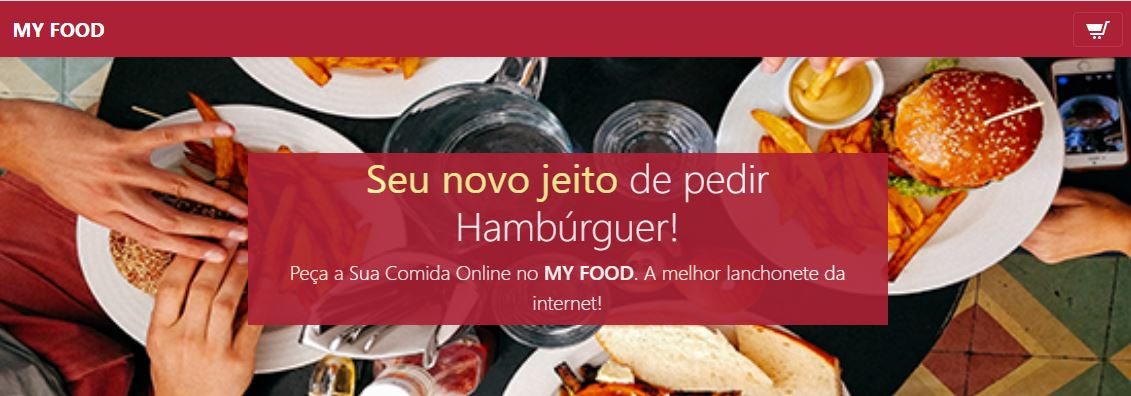 MY FOOD
Seu novo jeito de pedir
Hambúrguer!
Peça a Sua Comida Online no MY FOOD. A melhor lanchonete da
internet!